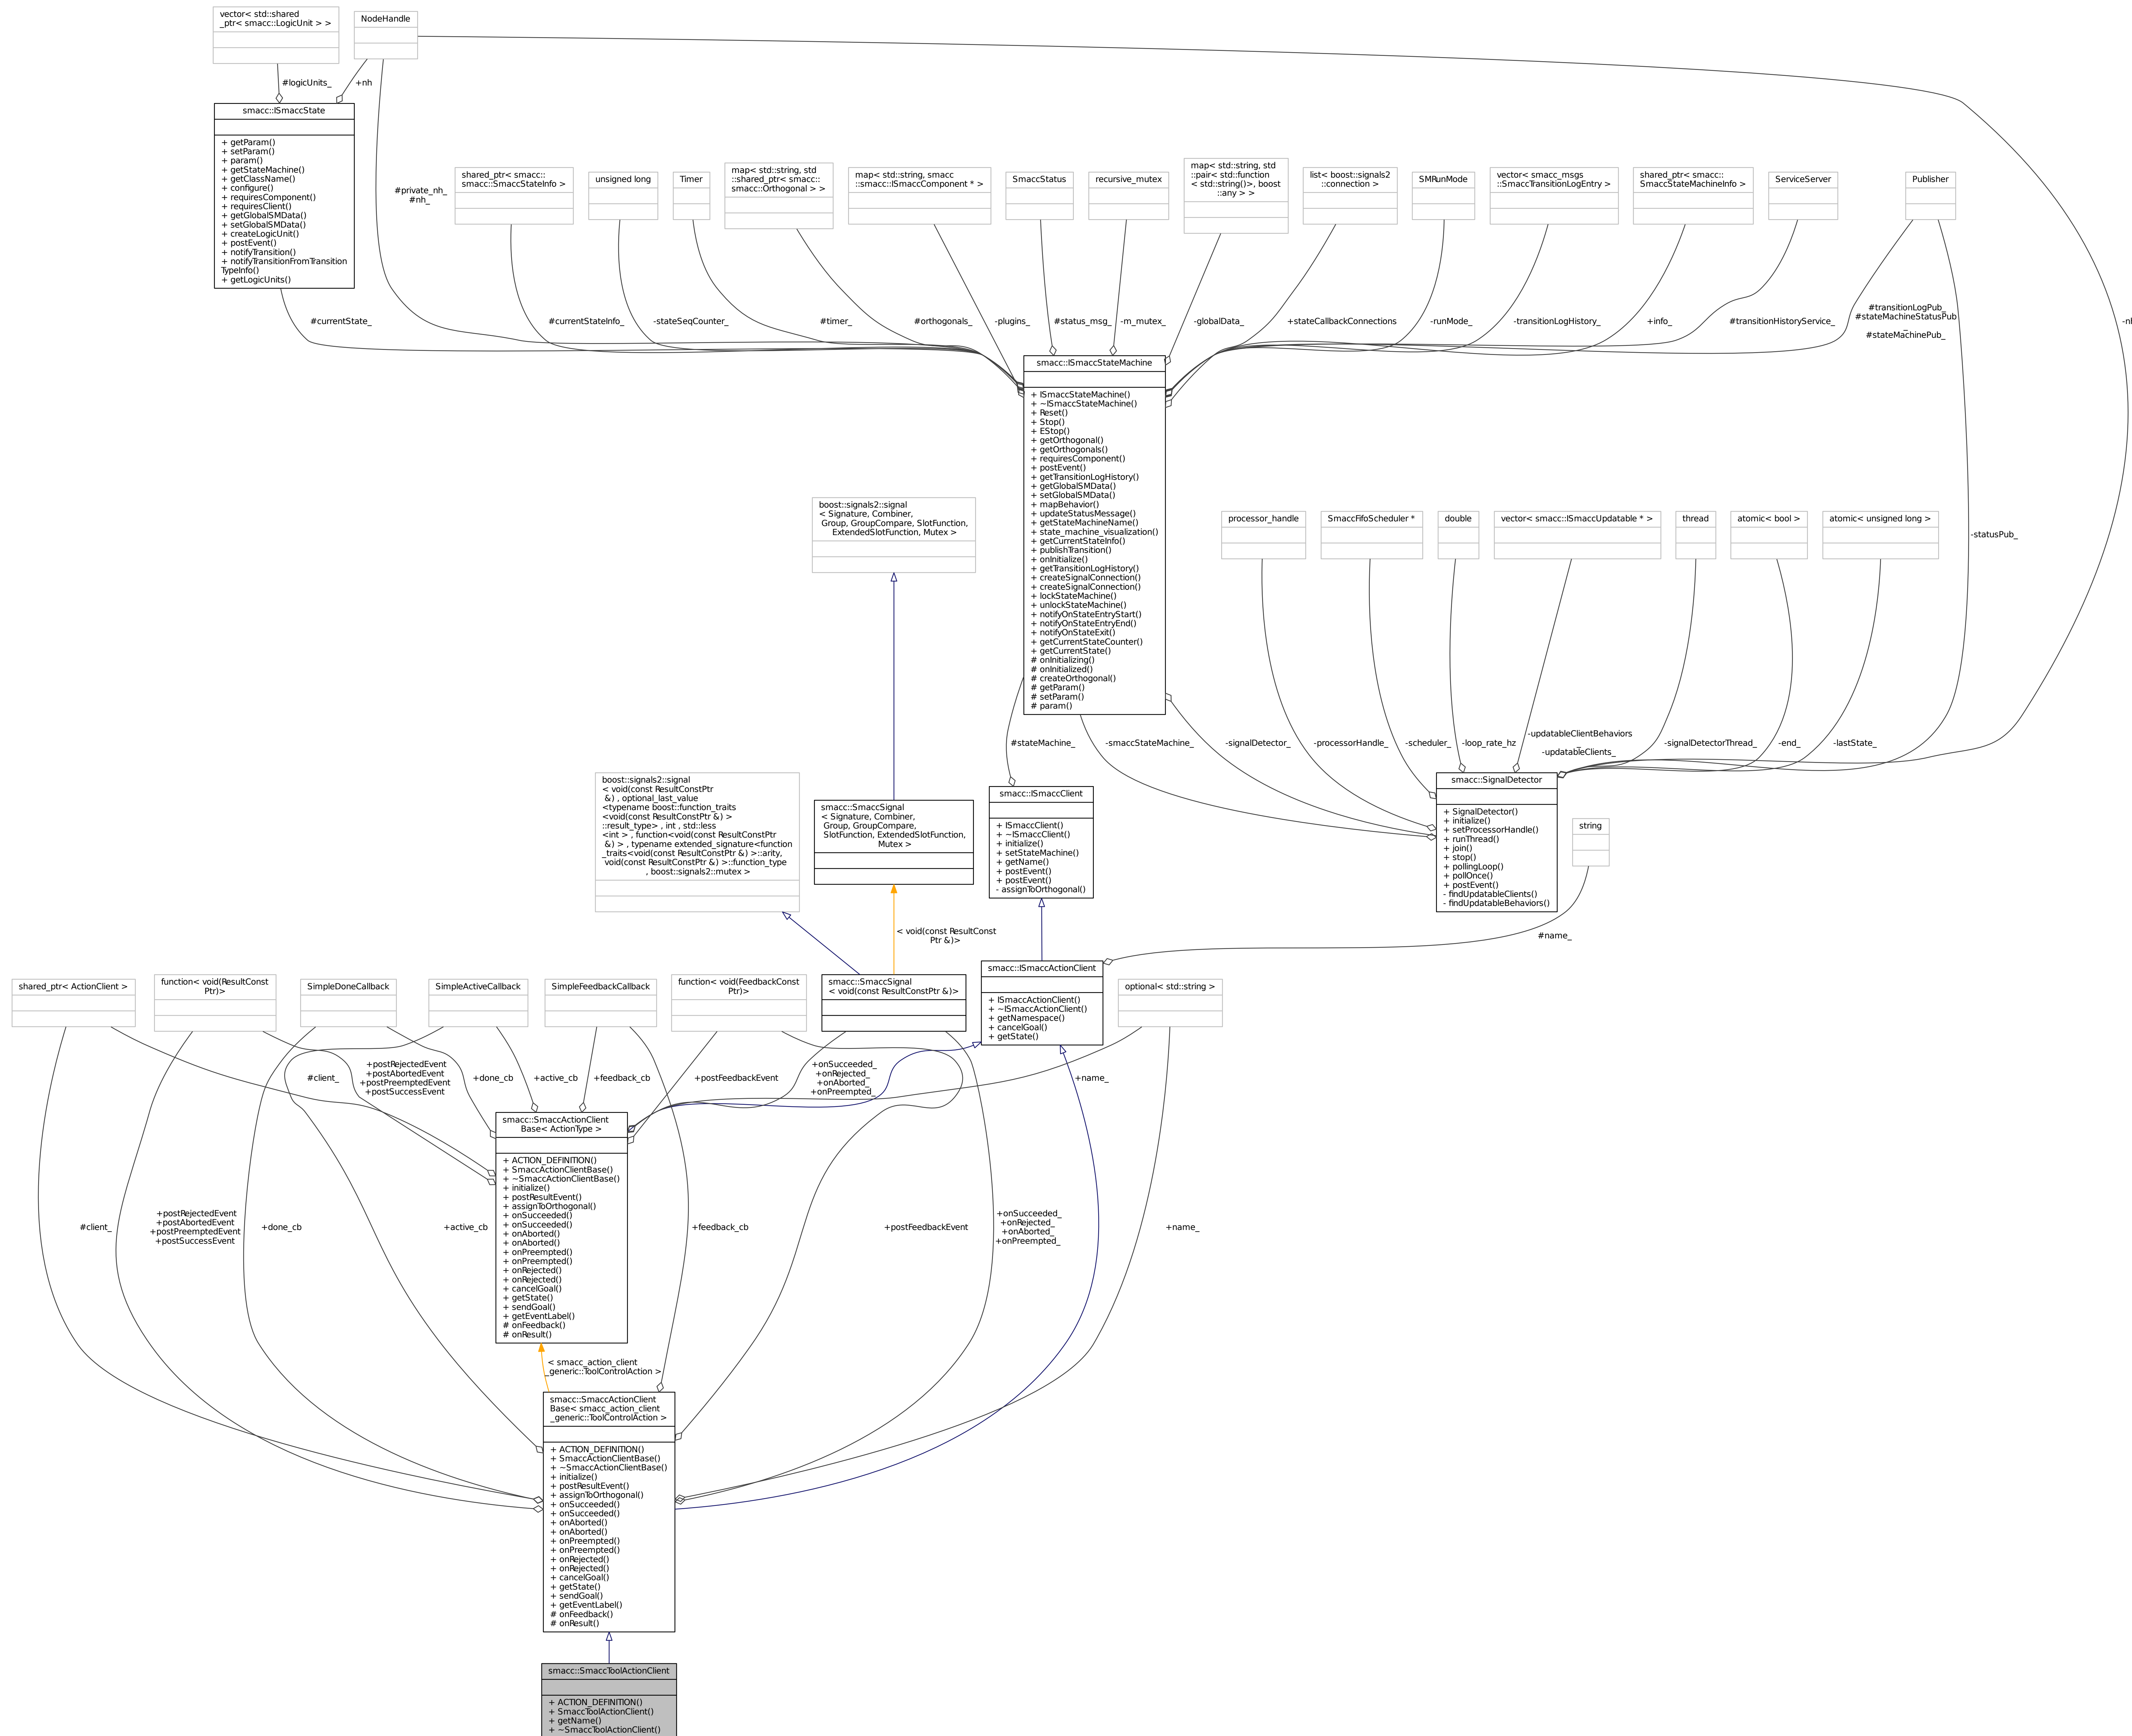 vector< std::shared
_ptr< smacc::LogicUnit > >
NodeHandle
#logicUnits_
+nh
smacc::ISmaccState
+ getParam()
+ setParam()
+ param()
+ getStateMachine()
+ getClassName()
+ configure()
+ requiresComponent()
+ requiresClient()
+ getGlobalSMData()
+ setGlobalSMData()
+ createLogicUnit()
+ postEvent()
+ notifyTransition()
+ notifyTransitionFromTransition
TypeInfo()
+ getLogicUnits()
#private_nh_
#nh_
shared_ptr< smacc::
smacc::SmaccStateInfo >
unsigned long
Timer
map< std::string, std
::shared_ptr< smacc::
smacc::Orthogonal > >
map< std::string, smacc
::smacc::ISmaccComponent * >
SmaccStatus
recursive_mutex
map< std::string, std
::pair< std::function
< std::string()>, boost
::any > >
list< boost::signals2
::connection >
SMRunMode
vector< smacc_msgs
::SmaccTransitionLogEntry >
shared_ptr< smacc::
SmaccStateMachineInfo >
ServiceServer
Publisher
#currentState_
#currentStateInfo_
-stateSeqCounter_
#timer_
#orthogonals_
-plugins_
#status_msg_
-m_mutex_
-globalData_
+stateCallbackConnections
-runMode_
-transitionLogHistory_
+info_
#transitionHistoryService_
#transitionLogPub_
#stateMachineStatusPub
_
#stateMachinePub_
smacc::ISmaccStateMachine
+ ISmaccStateMachine()
+ ~ISmaccStateMachine()
+ Reset()
+ Stop()
+ EStop()
+ getOrthogonal()
+ getOrthogonals()
+ requiresComponent()
+ postEvent()
+ getTransitionLogHistory()
+ getGlobalSMData()
+ setGlobalSMData()
+ mapBehavior()
+ updateStatusMessage()
+ getStateMachineName()
+ state_machine_visualization()
+ getCurrentStateInfo()
+ publishTransition()
+ onInitialize()
+ getTransitionLogHistory()
+ createSignalConnection()
+ createSignalConnection()
+ lockStateMachine()
+ unlockStateMachine()
+ notifyOnStateEntryStart()
+ notifyOnStateEntryEnd()
+ notifyOnStateExit()
+ getCurrentStateCounter()
+ getCurrentState()
# onInitializing()
# onInitialized()
# createOrthogonal()
# getParam()
# setParam()
# param()
boost::signals2::signal
< Signature, Combiner,
Group, GroupCompare, SlotFunction,
ExtendedSlotFunction, Mutex >
processor_handle
SmaccFifoScheduler *
double
vector< smacc::ISmaccUpdatable * >
thread
atomic< bool >
atomic< unsigned long >
-statusPub_
#stateMachine_
-smaccStateMachine_
-signalDetector_
-processorHandle_
-scheduler_
-loop_rate_hz
-updatableClientBehaviors
_
-updatableClients_
-signalDetectorThread_
-end_
-lastState_
boost::signals2::signal
< void(const ResultConstPtr
&) , optional_last_value
<typename boost::function_traits
<void(const ResultConstPtr &) >
::result_type> , int , std::less
<int > , function<void(const ResultConstPtr
&) > , typename extended_signature<function
_traits<void(const ResultConstPtr &) >::arity,
void(const ResultConstPtr &) >::function_type
, boost::signals2::mutex >
smacc::SmaccSignal
< Signature, Combiner,
Group, GroupCompare,
SlotFunction, ExtendedSlotFunction,
Mutex >
smacc::ISmaccClient
+ ISmaccClient()
+ ~ISmaccClient()
+ initialize()
+ setStateMachine()
+ getName()
+ postEvent()
+ postEvent()
- assignToOrthogonal()
smacc::SignalDetector
+ SignalDetector()
+ initialize()
+ setProcessorHandle()
+ runThread()
+ join()
+ stop()
+ pollingLoop()
+ pollOnce()
+ postEvent()
- findUpdatableClients()
- findUpdatableBehaviors()
string
< void(const ResultConst
Ptr &)>
#name_
shared_ptr< ActionClient >
function< void(ResultConst
Ptr)>
SimpleDoneCallback
SimpleActiveCallback
SimpleFeedbackCallback
function< void(FeedbackConst
Ptr)>
smacc::SmaccSignal
< void(const ResultConstPtr &)>
smacc::ISmaccActionClient
+ ISmaccActionClient()
+ ~ISmaccActionClient()
+ getNamespace()
+ cancelGoal()
+ getState()
optional< std::string >
#client_
+postRejectedEvent
+postAbortedEvent
+postPreemptedEvent
+postSuccessEvent
+done_cb
+active_cb
+feedback_cb
+postFeedbackEvent
+onSucceeded_
+onRejected_
+onAborted_
+onPreempted_
+name_
smacc::SmaccActionClient
Base< ActionType >
+ ACTION_DEFINITION()
+ SmaccActionClientBase()
+ ~SmaccActionClientBase()
+ initialize()
+ postResultEvent()
+ assignToOrthogonal()
+ onSucceeded()
+ onSucceeded()
+ onAborted()
+ onAborted()
+ onPreempted()
+ onPreempted()
+ onRejected()
+ onRejected()
+ cancelGoal()
+ getState()
+ sendGoal()
+ getEventLabel()
# onFeedback()
# onResult()
#client_
+postRejectedEvent
+postAbortedEvent
+postPreemptedEvent
+postSuccessEvent
+done_cb
+active_cb
+feedback_cb
+postFeedbackEvent
+onSucceeded_
+onRejected_
+onAborted_
+onPreempted_
+name_
< smacc_action_client
_generic::ToolControlAction >
smacc::SmaccActionClient
Base< smacc_action_client
_generic::ToolControlAction >
+ ACTION_DEFINITION()
+ SmaccActionClientBase()
+ ~SmaccActionClientBase()
+ initialize()
+ postResultEvent()
+ assignToOrthogonal()
+ onSucceeded()
+ onSucceeded()
+ onAborted()
+ onAborted()
+ onPreempted()
+ onPreempted()
+ onRejected()
+ onRejected()
+ cancelGoal()
+ getState()
+ sendGoal()
+ getEventLabel()
# onFeedback()
# onResult()
smacc::SmaccToolActionClient
+ ACTION_DEFINITION()
+ SmaccToolActionClient()
+ getName()
+ ~SmaccToolActionClient()